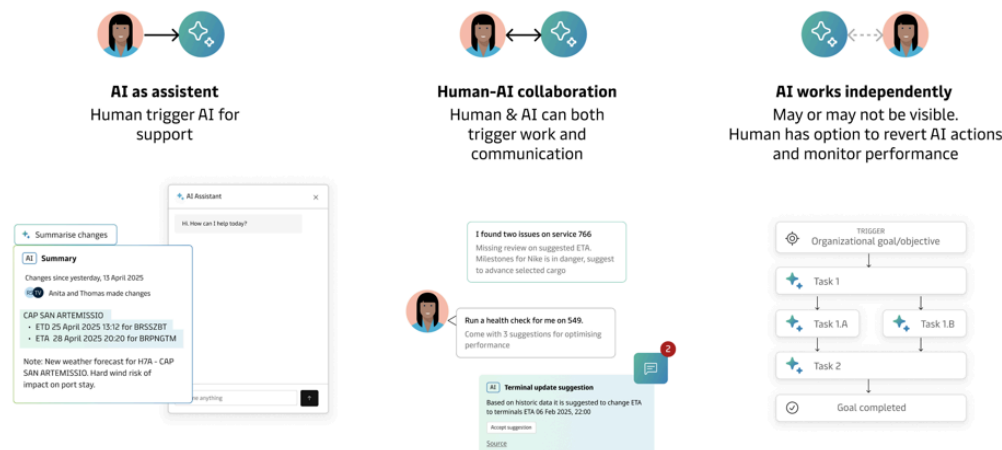 AI as assistent
Human trigger AI for
support
AI Assistant
Hi. How can I help today?
Summarise changes
AI Summary
Changes since yesterday, 13 April 2025
TV Anita and Thomas made changes
CAP SAN ARTEMISSIO
• ETD 25 April 2025 13:12 for BRSSZBT
• ETA 28 April 2025 20:20 for BRPNGTM
Note: New weather forecast for H7A - CAP
SAN ARTEMISSIO. Hard wind risk of
impact on port stay.
me anything
Human-AI collaboration
Human & AI can both
trigger work and
communication
I found two issues on service 766
Missing review on suggested ETA.
Milestones for Nike is in danger, suggest
to advance selected cargo
Run a health check for me on 549.
Come with 3 suggestions for optimising
performance
2
AI Terminal update suggestion
Based on historic data it is suggested to change ETA
to terminals ETA 06 Feb 2025, 22:00
Accept suggestion
Source
AI works independently
May or may not be visible.
Human has option to revert AI actions
and monitor performance
TRIGGER
Organizational goal/objective
Task 1
Task 1.A
Task 1.B
Task 2
Goal completed